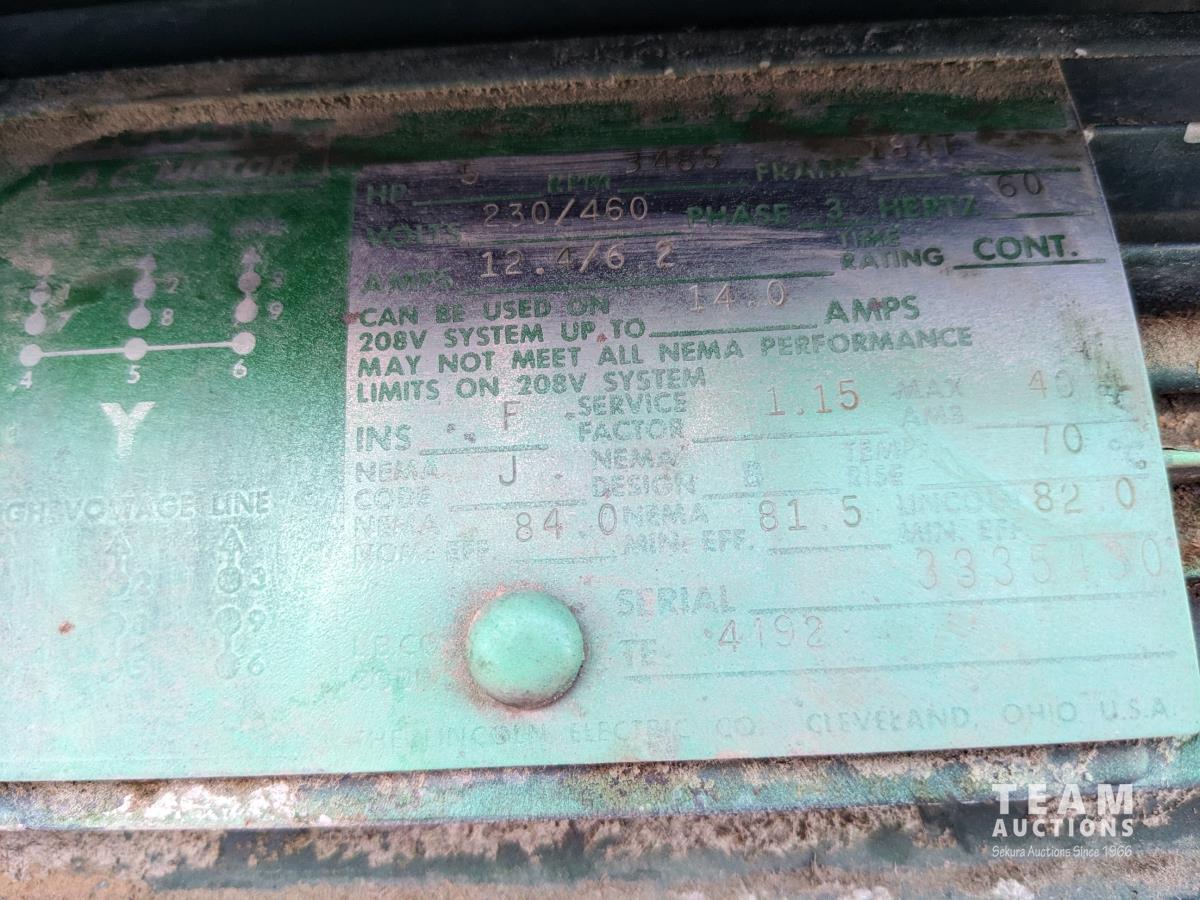 AC MOTOR
HP 5 RPM 3485 FRAME 184T
VOLTS 230/460 PHASE 3 HERTZ 60
AMPS 12.4/6 2 TIME RATING CONT.
CAN BE USED ON
208V SYSTEM UP TO 14.0 AMPS
MAY NOT MEET ALL NEMA PERFORMANCE
LIMITS ON 208V SYSTEM
INS F SERVICE FACTOR 1.15 MAX AMB 40
NEMA CODE J NEMA DESIGN B TEMP RISE 70
NEMA NOM. EFF 84.0 NEMA MIN. EFF. 81.5 LINCOLN MIN. EFF. 82.0
SERIAL 3335430
4192
THE LINCOLN ELECTRIC CO. CLEVELAND, OHIO U.S.A.
2 3
7 8 9
4 5 6
Y
HIGH VOLTAGE LINE
2 3
9
5 6
TEAM
AUCTIONS
Sekura Auctions Since 1966